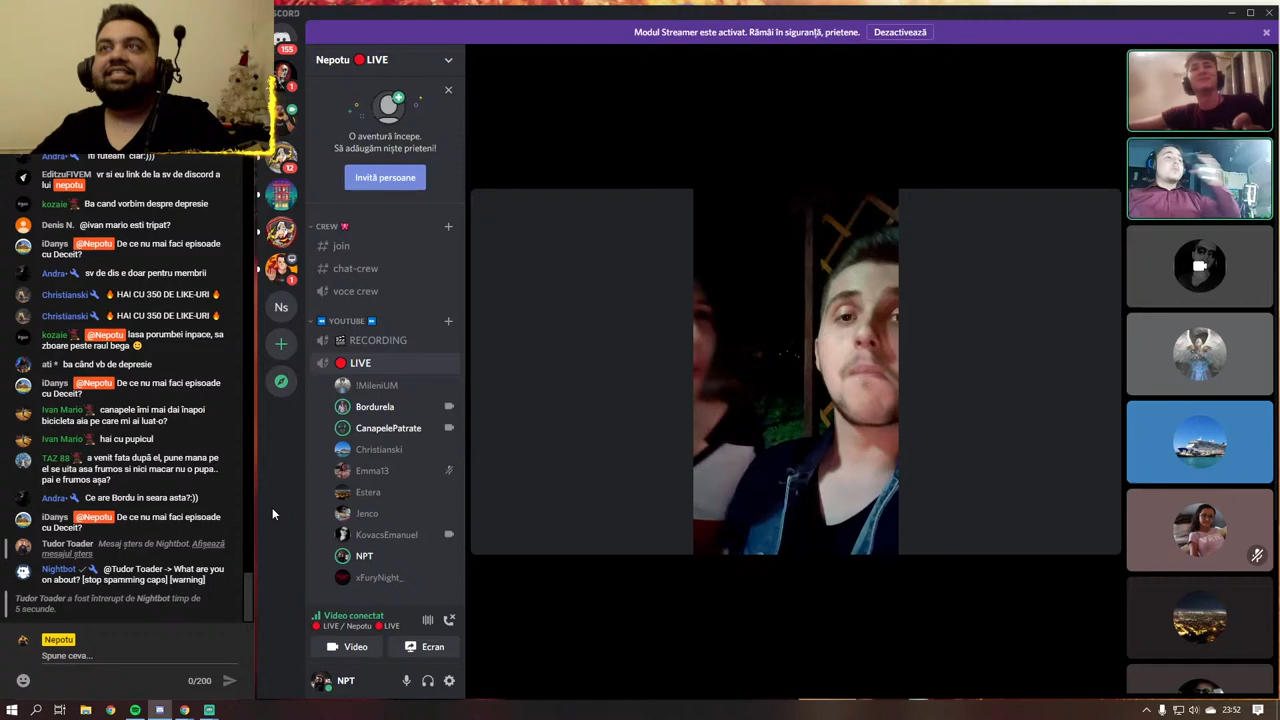 ISCORD
155
1
12
1
Ns
Andra• iti futeam clar:)))
EditzuFIVEM vr si eu link de la sv de discord a
lui nepotu
kozaie Ba cand vorbim despre depresie
Denis N. @ivan mario esti tripat?
iDanys @Nepotu De ce nu mai faci episoade
cu Deceit?
Andra• sv de dis e doar pentru membrii
Christianski 🔥 HAI CU 350 DE LIKE-URI 🔥
Christianski 🔥 HAI CU 350 DE LIKE-URI 🔥
kozaie @Nepotu lasa porumbei inpace, sa
zboare peste raul bega
ati * ba când vb de depresie
iDanys @Nepotu De ce nu mai faci episoade
cu Deceit?
Ivan Mario canapele îmi mai dai înapoi
bicicleta aia pe care mi ai luat-o?
Ivan Mario hai cu pupicul
TAZ 88 a venit fata după el, pune mana pe
el se uita asa frumos si nici macar nu o pupa..
pai e frumos așa?
Andra• Ce are Bordu in seara asta?:))
iDanys @Nepotu De ce nu mai faci episoade
cu Deceit?
Tudor Toader Mesaj șters de Nightbot. Afișează
mesajul șters
Nightbot @Tudor Toader -> What are you
on about? [stop spamming caps] [warning]
Tudor Toader a fost întrerupt de Nightbot timp de
5 secunde.
Nepotu
Spune ceva...
0/200
Nepotu 🔴 LIVE
O aventură începe.
Să adăugăm niște prieteni!
Invită persoane
CREW
# join
# chat-crew
voce crew
YOUTUBE
RECORDING
🔴 LIVE
!MileniUM
Bordurela
CanapelePatrate
Christianski
Emma13
Estera
Jenco
KovacsEmanuel
NPT
xFuryNight_
Video conectat
🔴 LIVE / Nepotu 🔴 LIVE
Video
Ecran
NPT
Modul Streamer este activat. Rămâi în siguranță, prietene.
Dezactivează
23:52